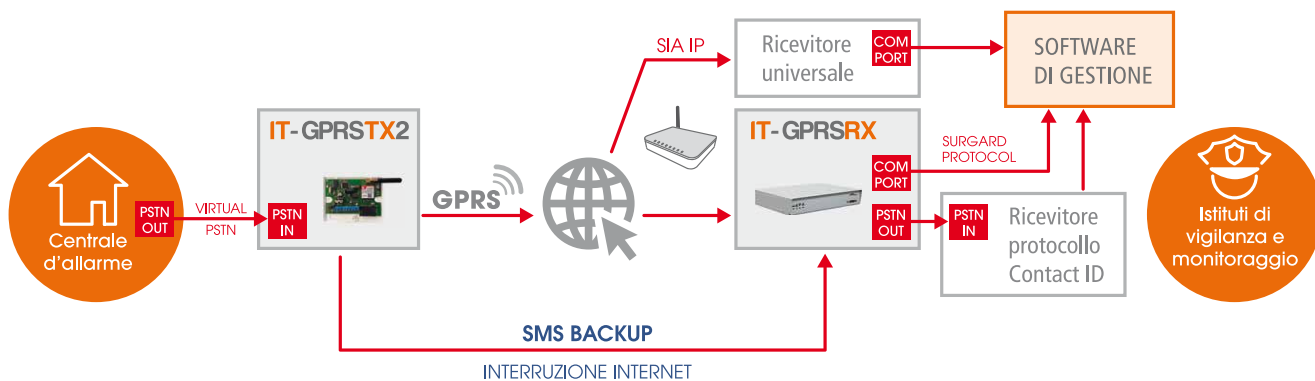 Centrale
d'allarme
PSTN
OUT
VIRTUAL
PSTN
IT-GPRSTX2
PSTN
IN
GPRS
SIA IP
Ricevitore
universale
COM
PORT
SOFTWARE
DI GESTIONE
IT-GPRSRX
COM
PORT
PSTN
OUT
SURGARD
PROTOCOL
PSTN
IN
Ricevitore
protocollo
Contact ID
Istituti di
vigilanza e
monitoraggio
SMS BACKUP
INTERRUZIONE INTERNET